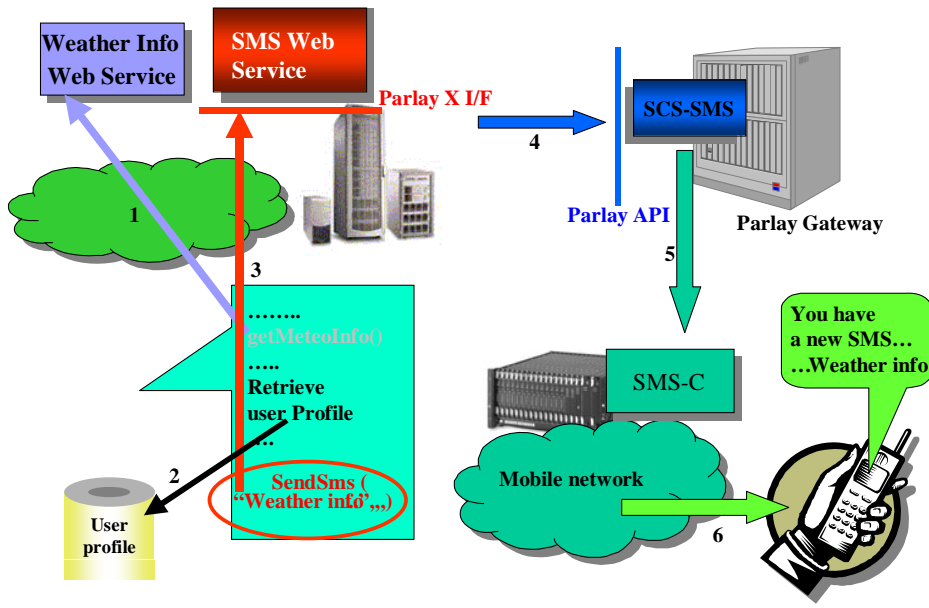 Weather Info
Web Service
SMS Web
Service
Parlay X I/F
4
SCS-SMS
Parlay API
Parlay Gateway
1
3
5
……..
getMeteoInfo()
…..
Retrieve
user Profile
….
SendSms (
“Weather info”,,,)
2
User
profile
SMS-C
Mobile network
6
You have
a new SMS…
…Weather info